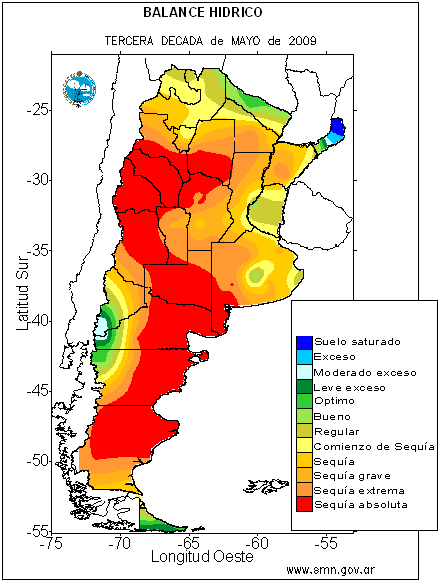 BALANCE HIDRICO
TERCERA DECADA de MAYO de 2009
-25
-30
-35
-40
-45
-50
-55
Latitud Sur
-75
-70
-65
-60
-55
Longitud Oeste
Suelo saturado
Exceso
Moderado exceso
Leve exceso
Optimo
Bueno
Regular
Comienzo de Sequía
Sequía
Sequía grave
Sequía extrema
Sequía absoluta
www.smn.gov.ar